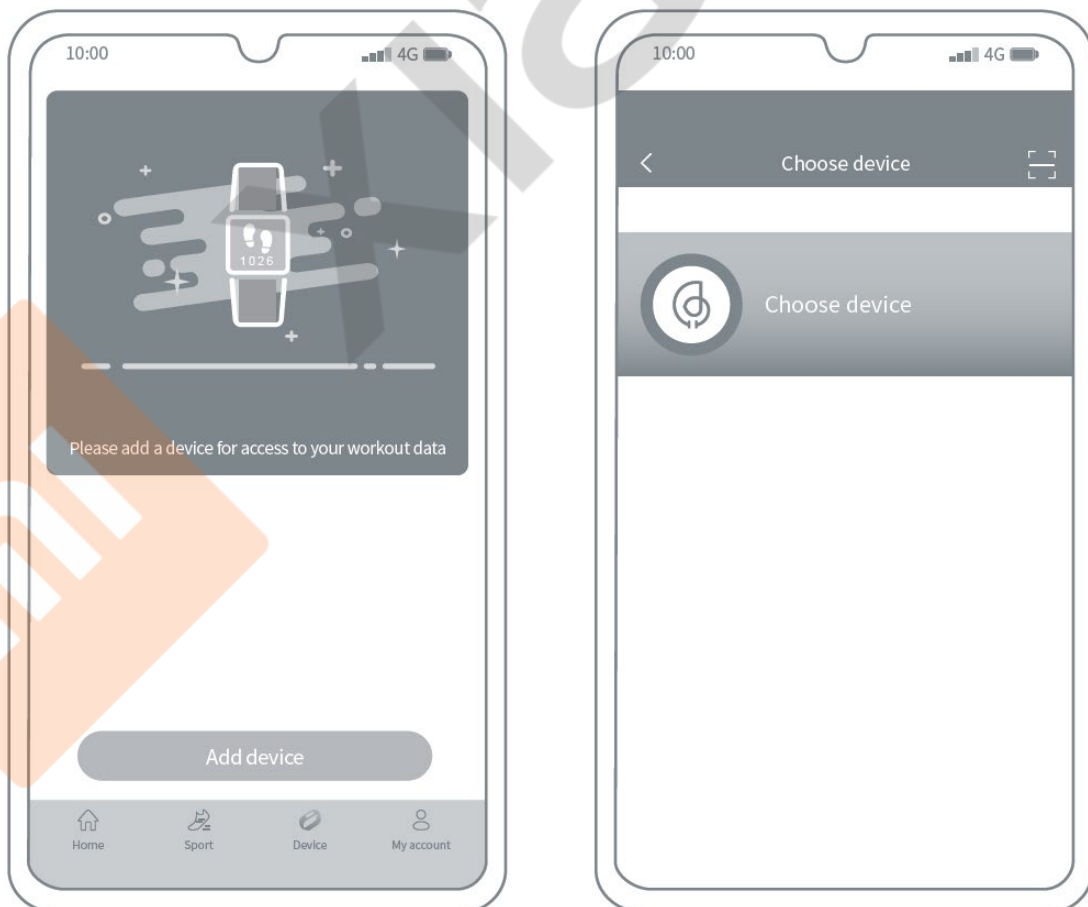 10:00
4G
1026
Please add a device for access to your workout data
Add device
Home
Sport
Device
My account
10:00
4G
Choose device
Choose device